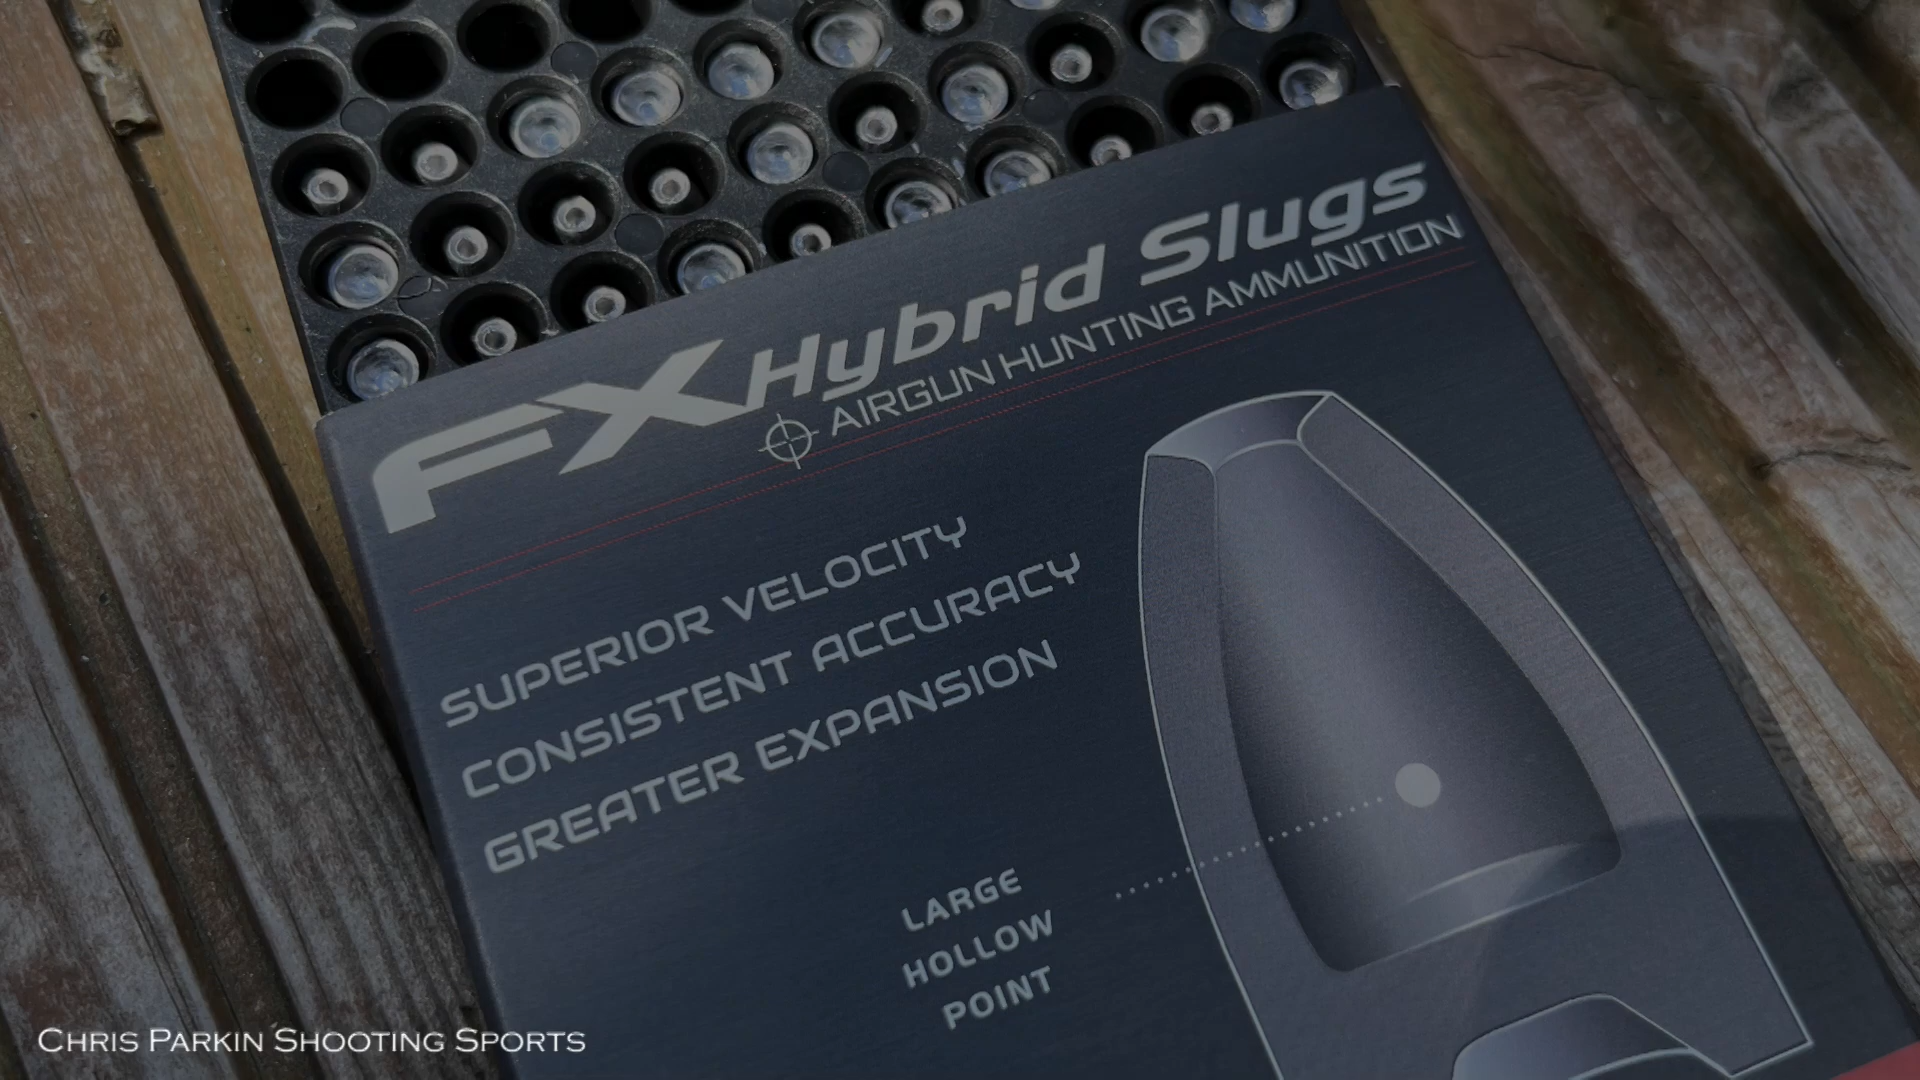 FX Hybrid Slugs
AIRGUN HUNTING AMMUNITION
SUPERIOR VELOCITY
CONSISTENT ACCURACY
GREATER EXPANSION
LARGE
HOLLOW
POINT
CHRIS PARKIN SHOOTING SPORTS